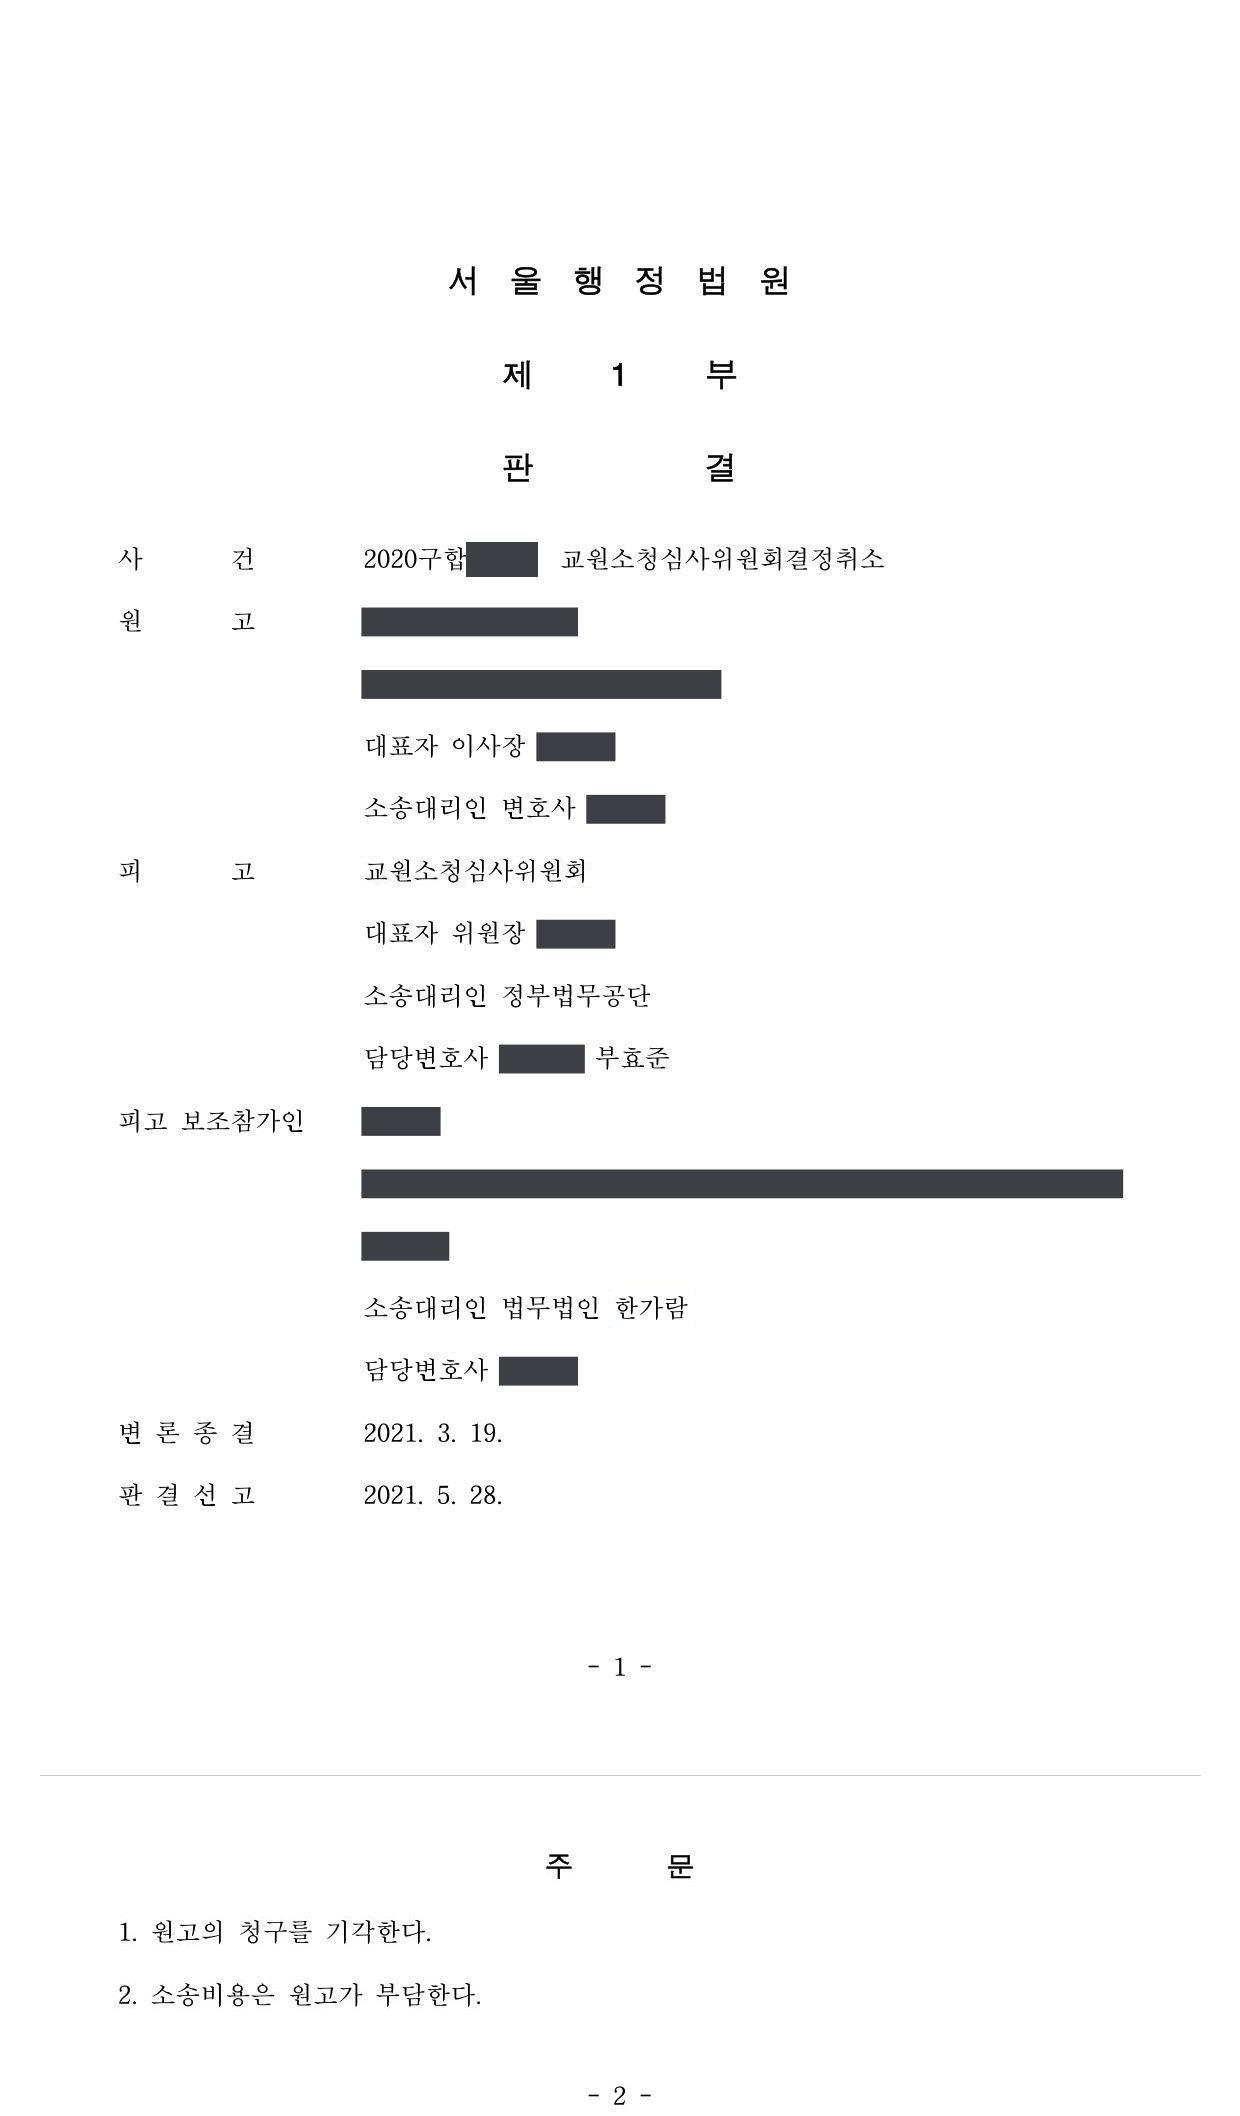 서 울 행 정 법 원
제 1 부
판 결
사 건 2020구합 교원소청심사위원회결정취소
원 고
대표자 이사장
소송대리인 변호사
피 고 교원소청심사위원회
대표자 위원장
소송대리인 정부법무공단
담당변호사 부효준
피고 보조참가인
소송대리인 법무법인 한가람
담당변호사
변 론 종 결 2021. 3. 19.
판 결 선 고 2021. 5. 28.
- 1 -
주 문
1. 원고의 청구를 기각한다.
2. 소송비용은 원고가 부담한다.
- 2 -